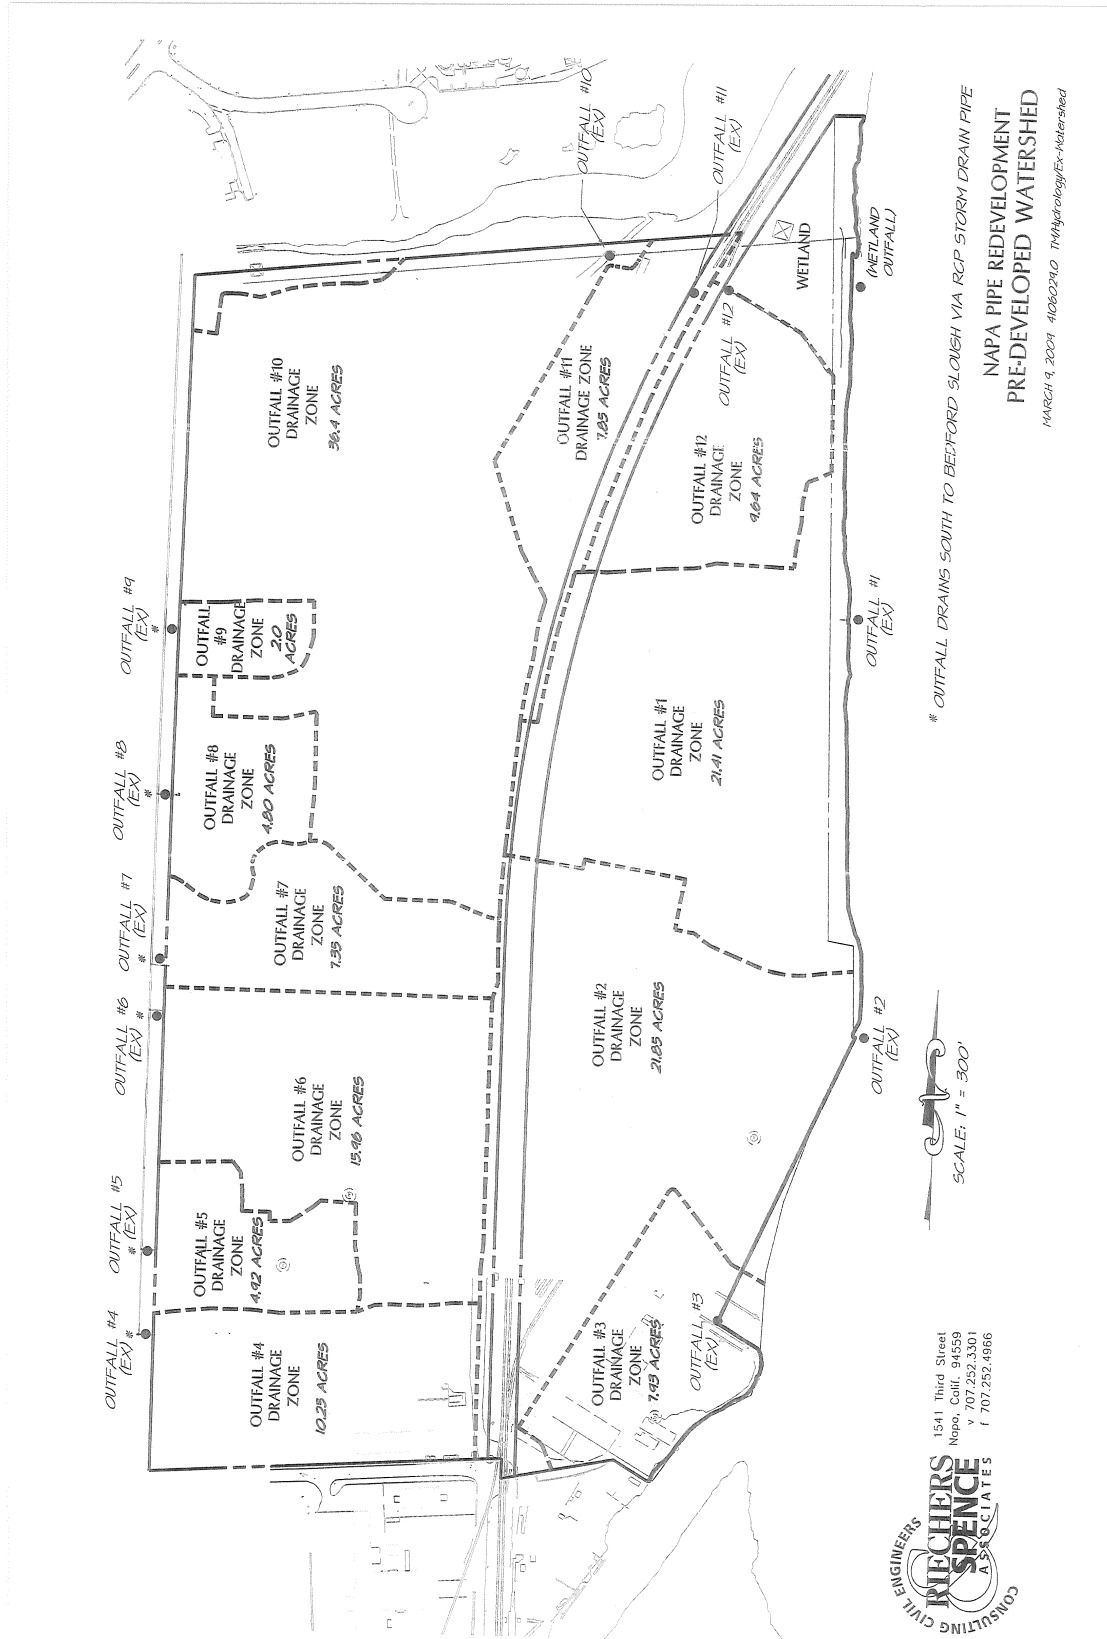 OUTFALL #4
(EX) *
OUTFALL #5
(EX)
*
OUTFALL #6
(EX) *
OUTFALL #7
(EX)
*
OUTFALL #8
(EX)
*
OUTFALL #9
(EX)
*
OUTFALL #10
(EX)
OUTFALL #11
(EX)
OUTFALL #12
(EX)
OUTFALL #4
DRAINAGE
ZONE
10.23 ACRES
OUTFALL #5
DRAINAGE
ZONE
4.92 ACRES
OUTFALL #6
DRAINAGE
ZONE
15.96 ACRES
OUTFALL #7
DRAINAGE
ZONE
7.35 ACRES
OUTFALL #8
DRAINAGE
ZONE
4.80 ACRES
OUTFALL
#9
DRAINAGE
ZONE
2.0
ACRES
OUTFALL #10
DRAINAGE
ZONE
36.4 ACRES
OUTFALL #11
DRAINAGE ZONE
7.85 ACRES
OUTFALL #12
DRAINAGE
ZONE
9.64 ACRES
OUTFALL #1
DRAINAGE
ZONE
21.41 ACRES
OUTFALL #2
DRAINAGE
ZONE
21.85 ACRES
OUTFALL #3
DRAINAGE
ZONE
7.93 ACRES
OUTFALL #3
(EX)
OUTFALL #2
(EX)
OUTFALL #1
(EX)
WETLAND
(WETLAND
OUTFALL)
* OUTFALL DRAINS SOUTH TO BEDFORD SLOUGH VIA RCP STORM DRAIN PIPE
SCALE: 1" = 300'
NAPA PIPE REDEVELOPMENT
PRE-DEVELOPED WATERSHED
MARCH 9, 2009 4106029.0 TM/Hydrology/Ex-Watershed
CONSULTING CIVIL ENGINEERS
RIECHERS
SPENCE
&
ASSOCIATES
1541 Third Street
Napa, Calif. 94559
v 707.252.3301
f 707.252.4966